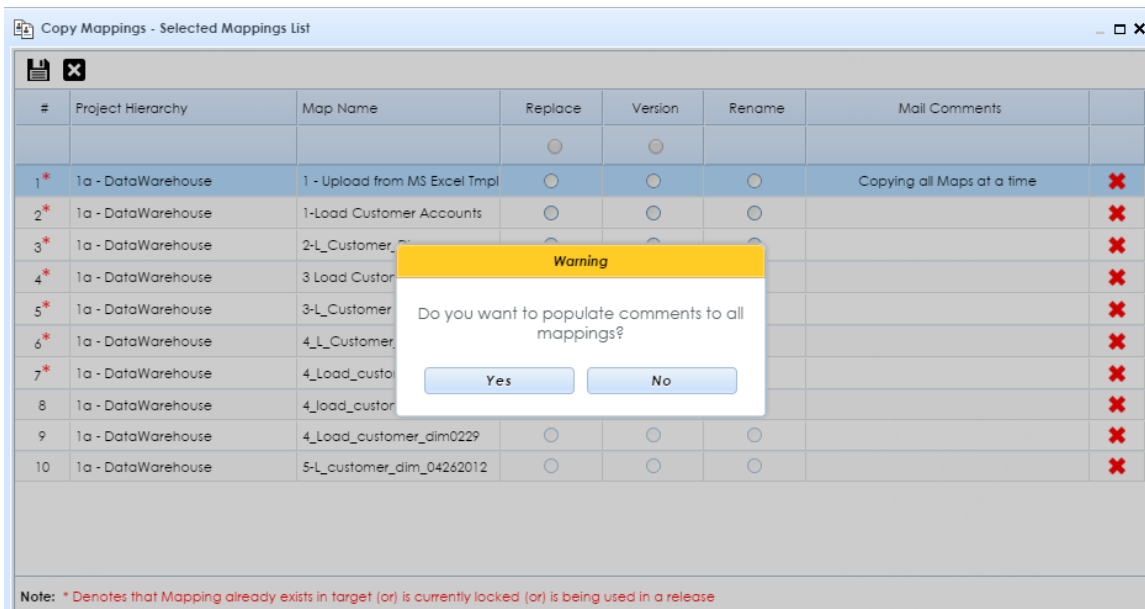 Copy Mappings - Selected Mappings List
# Project Hierarchy Map Name Replace Version Rename Mail Comments
1* 1a - DataWarehouse 1 - Upload from MS Excel Tmpl Copying all Maps at a time
2* 1a - DataWarehouse 1-Load Customer Accounts
3* 1a - DataWarehouse 2-L_Customer_
4* 1a - DataWarehouse 3 Load Custor
5* 1a - DataWarehouse 3-L_Customer
6* 1a - DataWarehouse 4_L_Customer_
7* 1a - DataWarehouse 4_Load_custo
8 1a - DataWarehouse 4_load_custor
9 1a - DataWarehouse 4_Load_customer_dim0229
10 1a - DataWarehouse 5-L_customer_dim_04262012
Warning
Do you want to populate comments to all
mappings?
Yes No
Note: * Denotes that Mapping already exists in target (or) is currently locked (or) is being used in a release